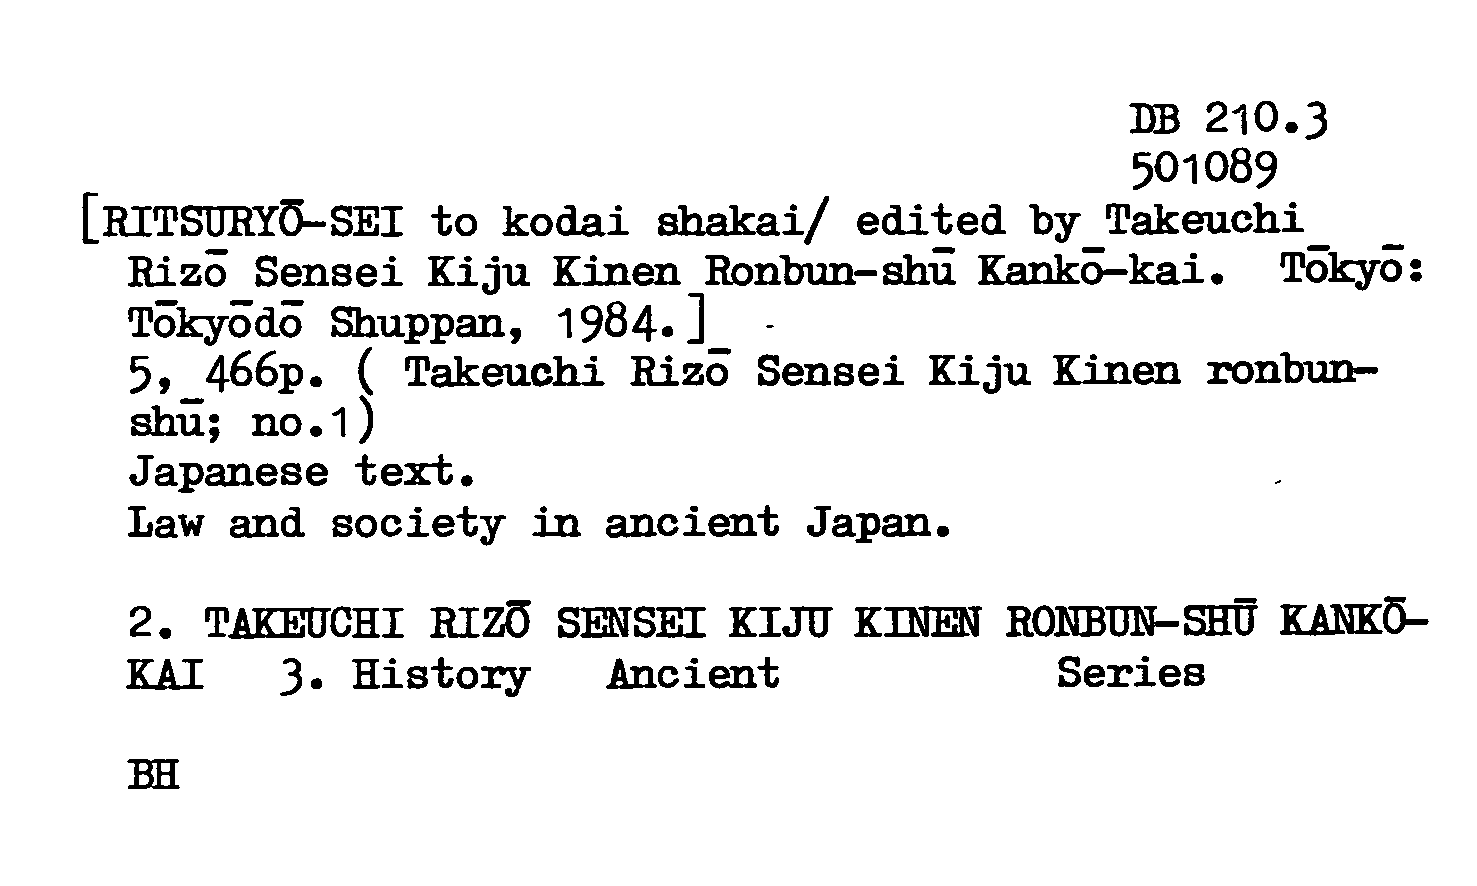 DB 210.3
501089
[RITSURYŌ-SEI to kodai shakai/ edited by Takeuchi
Rizō Sensei Kiju Kinen Ronbun-shū Kankō-kai. Tōkyō:
Tōkyōdō Shuppan, 1984.]
5, 466p. ( Takeuchi Rizō Sensei Kiju Kinen ronbun-
shū; no.1)
Japanese text.
Law and society in ancient Japan.
2. TAKEUCHI RIZŌ SENSEI KIJU KINEN RONBUN-SHŪ KANKŌ-
KAI 3. History Ancient Series
BH